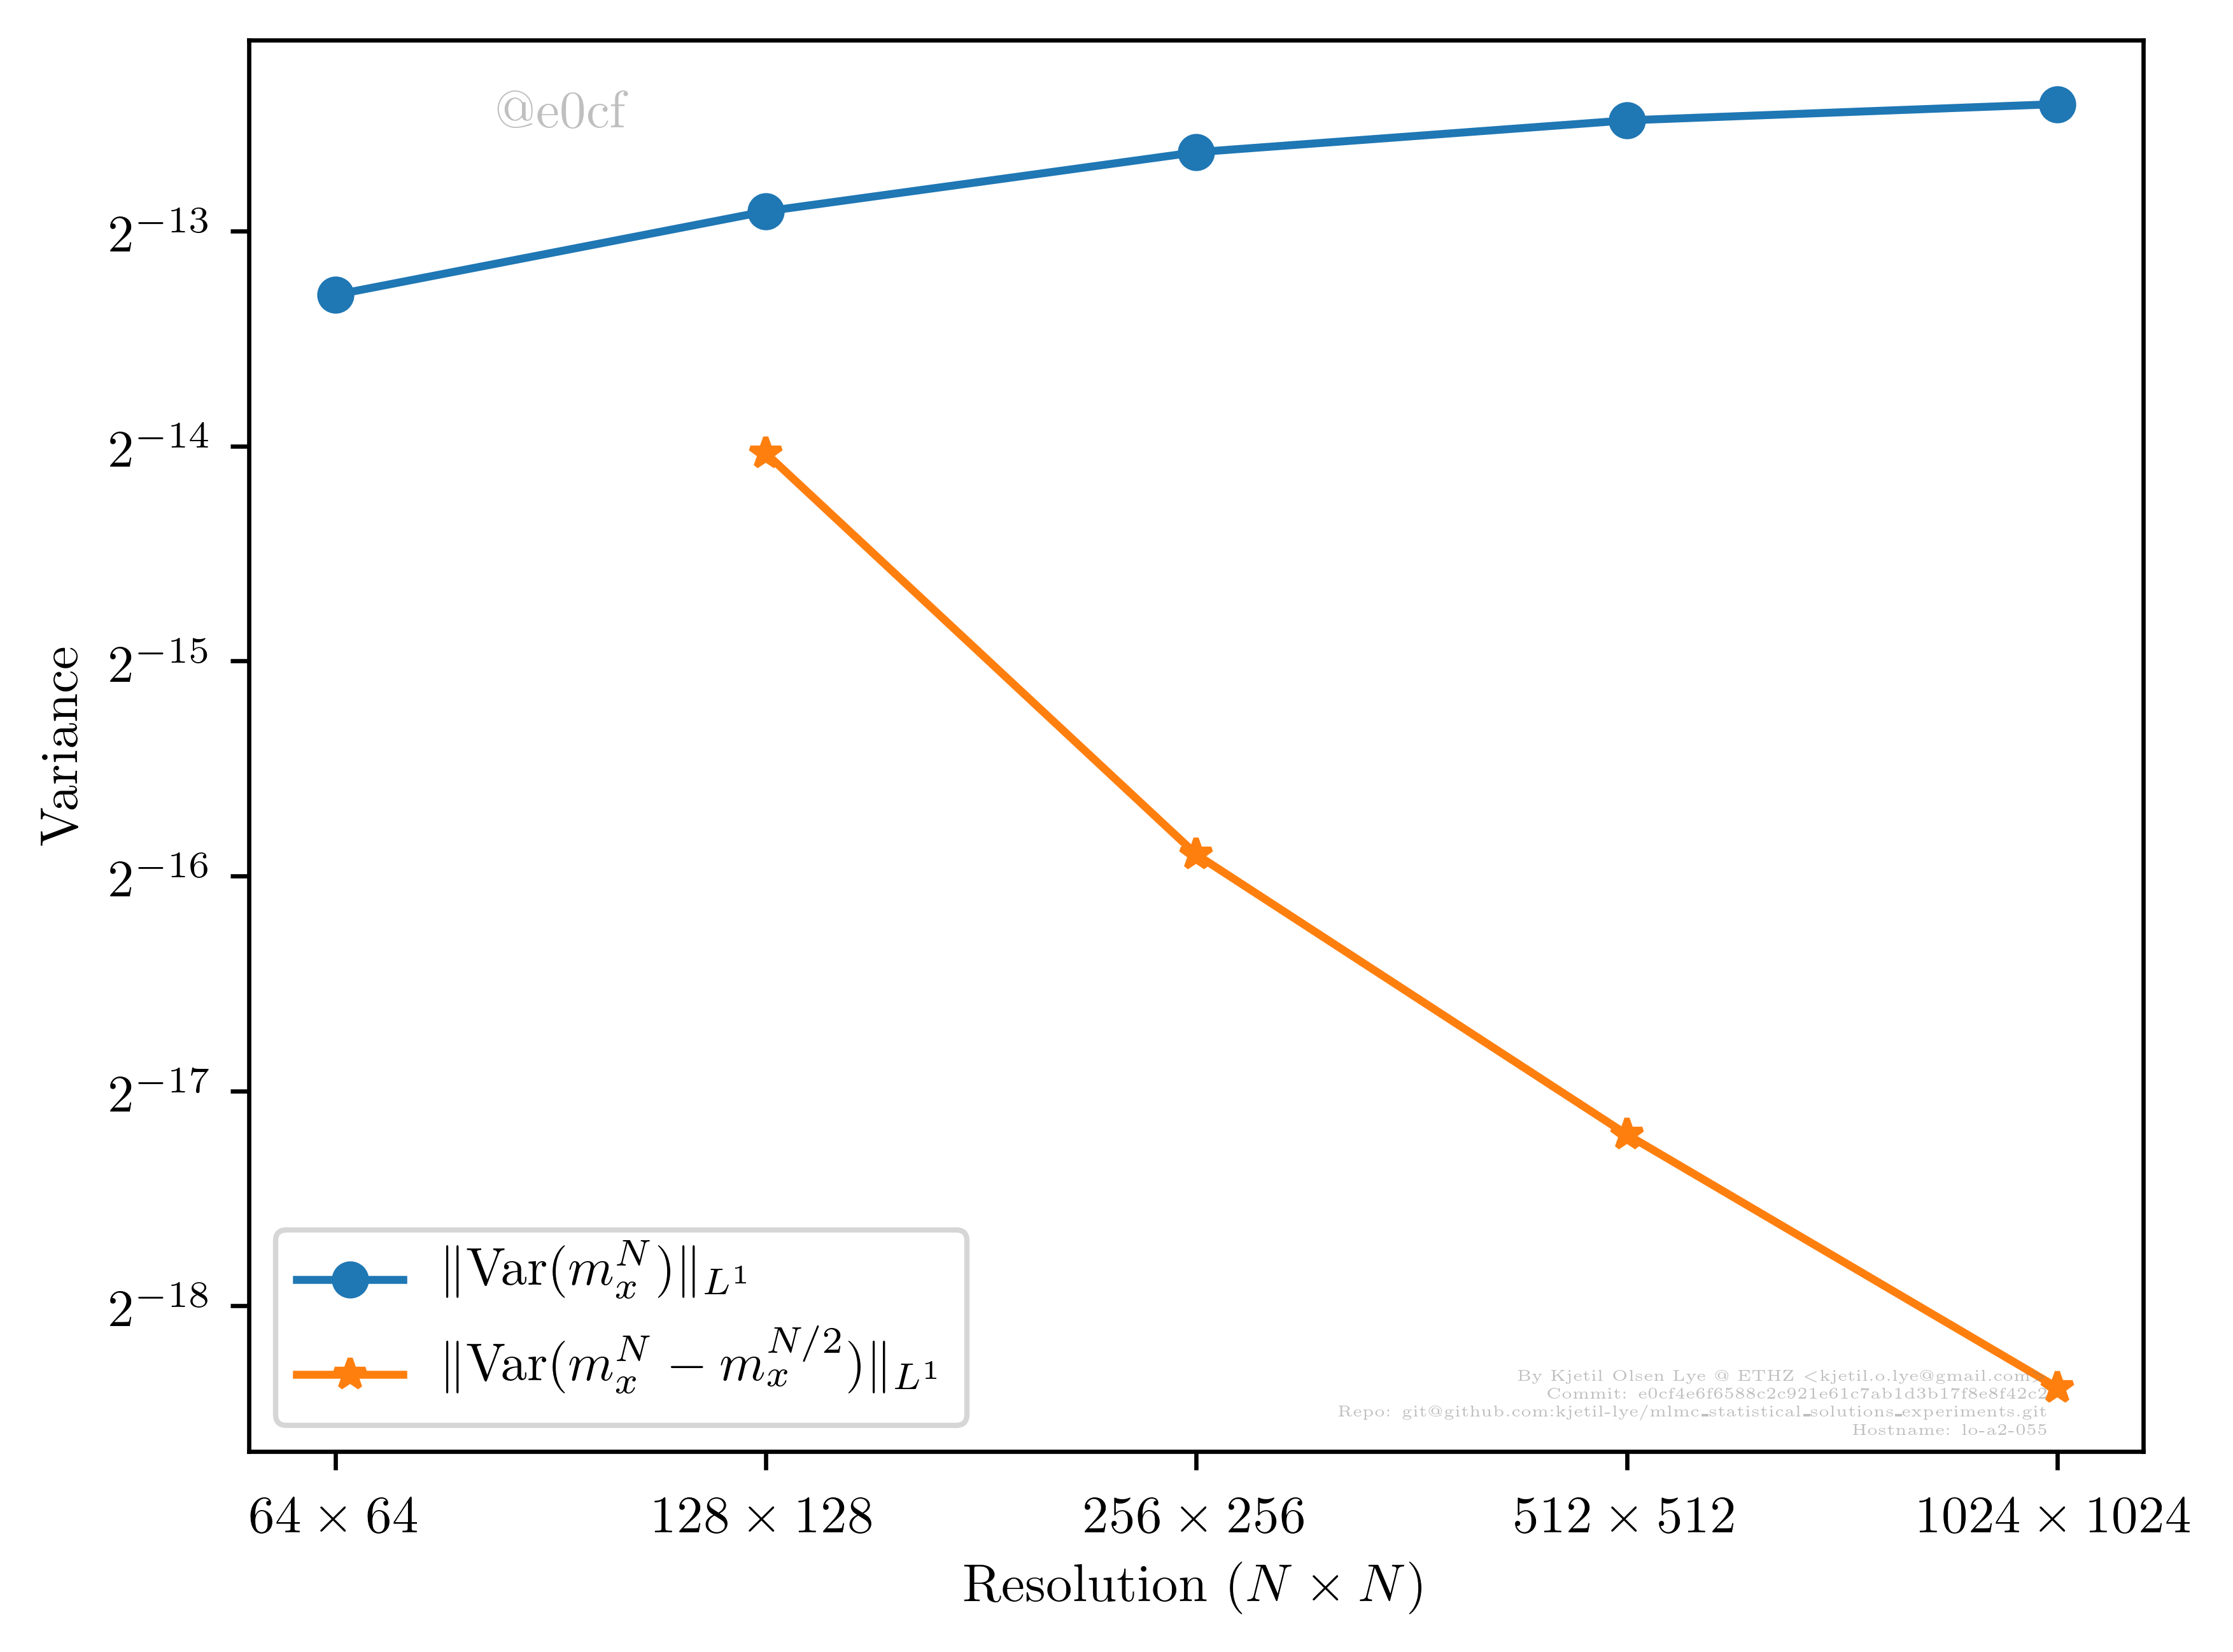 @e0cf
2^{-13}
2^{-14}
2^{-15}
2^{-16}
2^{-17}
2^{-18}
Variance
‖Var(m_x^N)‖_{L^1}
‖Var(m_x^N − m_x^{N/2})‖_{L^1}
By Kjetil Olsen Lye @ ETHZ <kjetil.o.lye@gmail.com>
Commit: e0cf4e6f6588c2c921e61c7ab1d3b17f8e8f42c2
Repo: git@github.com:kjetil-lye/mlmc_statistical_solutions_experiments.git
Hostname: lo-a2-055
64 × 64
128 × 128
256 × 256
512 × 512
1024 × 1024
Resolution (N × N)